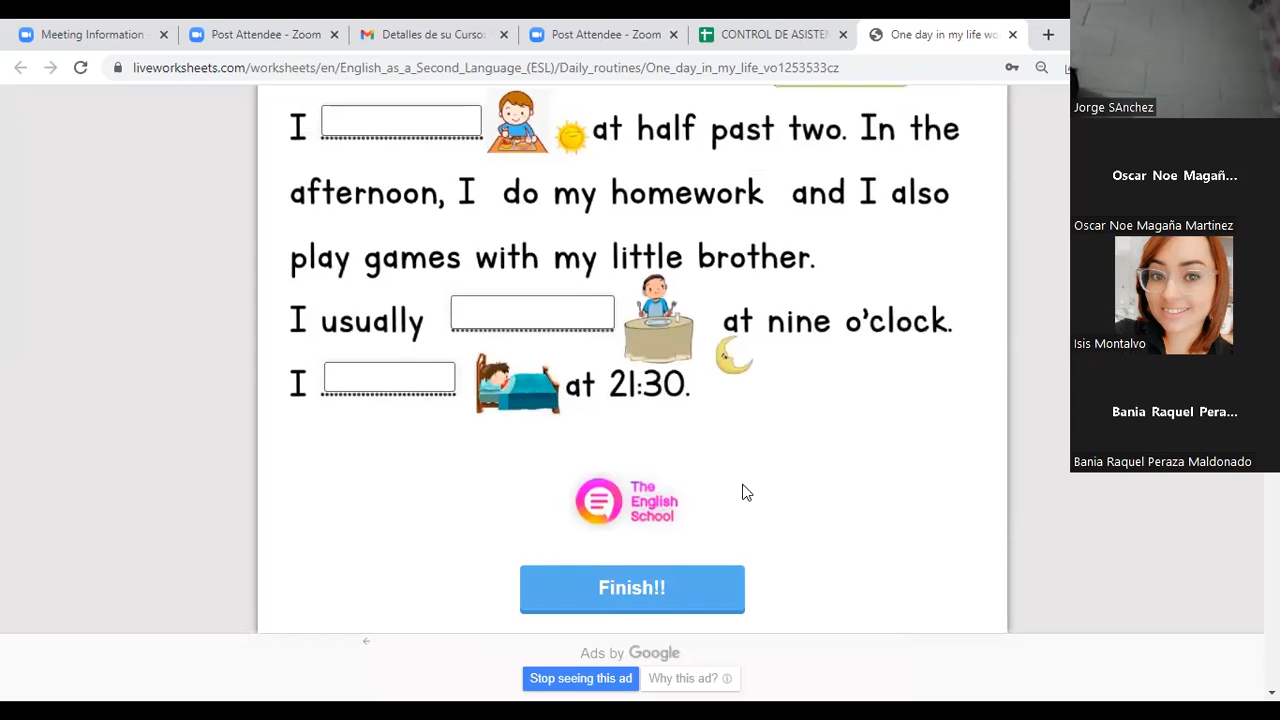 Meeting Information
Post Attendee - Zoom
Detalles de su Curso:
Post Attendee - Zoom
CONTROL DE ASISTEN
One day in my life wo
liveworksheets.com/worksheets/en/English_as_a_Second_Language_(ESL)/Daily_routines/One_day_in_my_life_vo1253533cz
I at half past two. In the
afternoon, I do my homework and I also
play games with my little brother.
I usually at nine o'clock.
I at 21:30.
The
English
School
Finish!!
Ads by Google
Stop seeing this ad
Why this ad?
Jorge SAnchez
Oscar Noe Magañ...
Oscar Noe Magaña Martinez
Isis Montalvo
Bania Raquel Pera...
Bania Raquel Peraza Maldonado